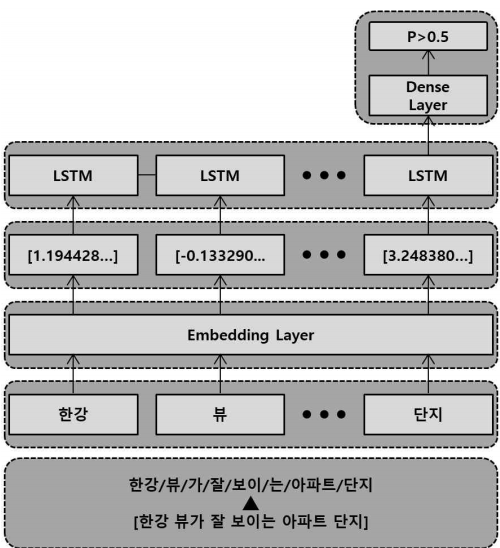 P>0.5
Dense
Layer
LSTM LSTM ••• LSTM
[1.194428...] [-0.133290... ••• [3.248380...]
Embedding Layer
한강 뷰 ••• 단지
한강/뷰/가/잘/보이/는/아파트/단지
[한강 뷰가 잘 보이는 아파트 단지]